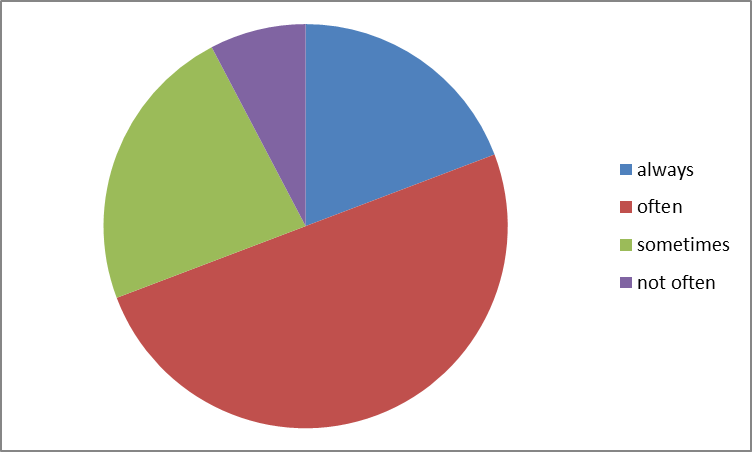 always
often
sometimes
not often